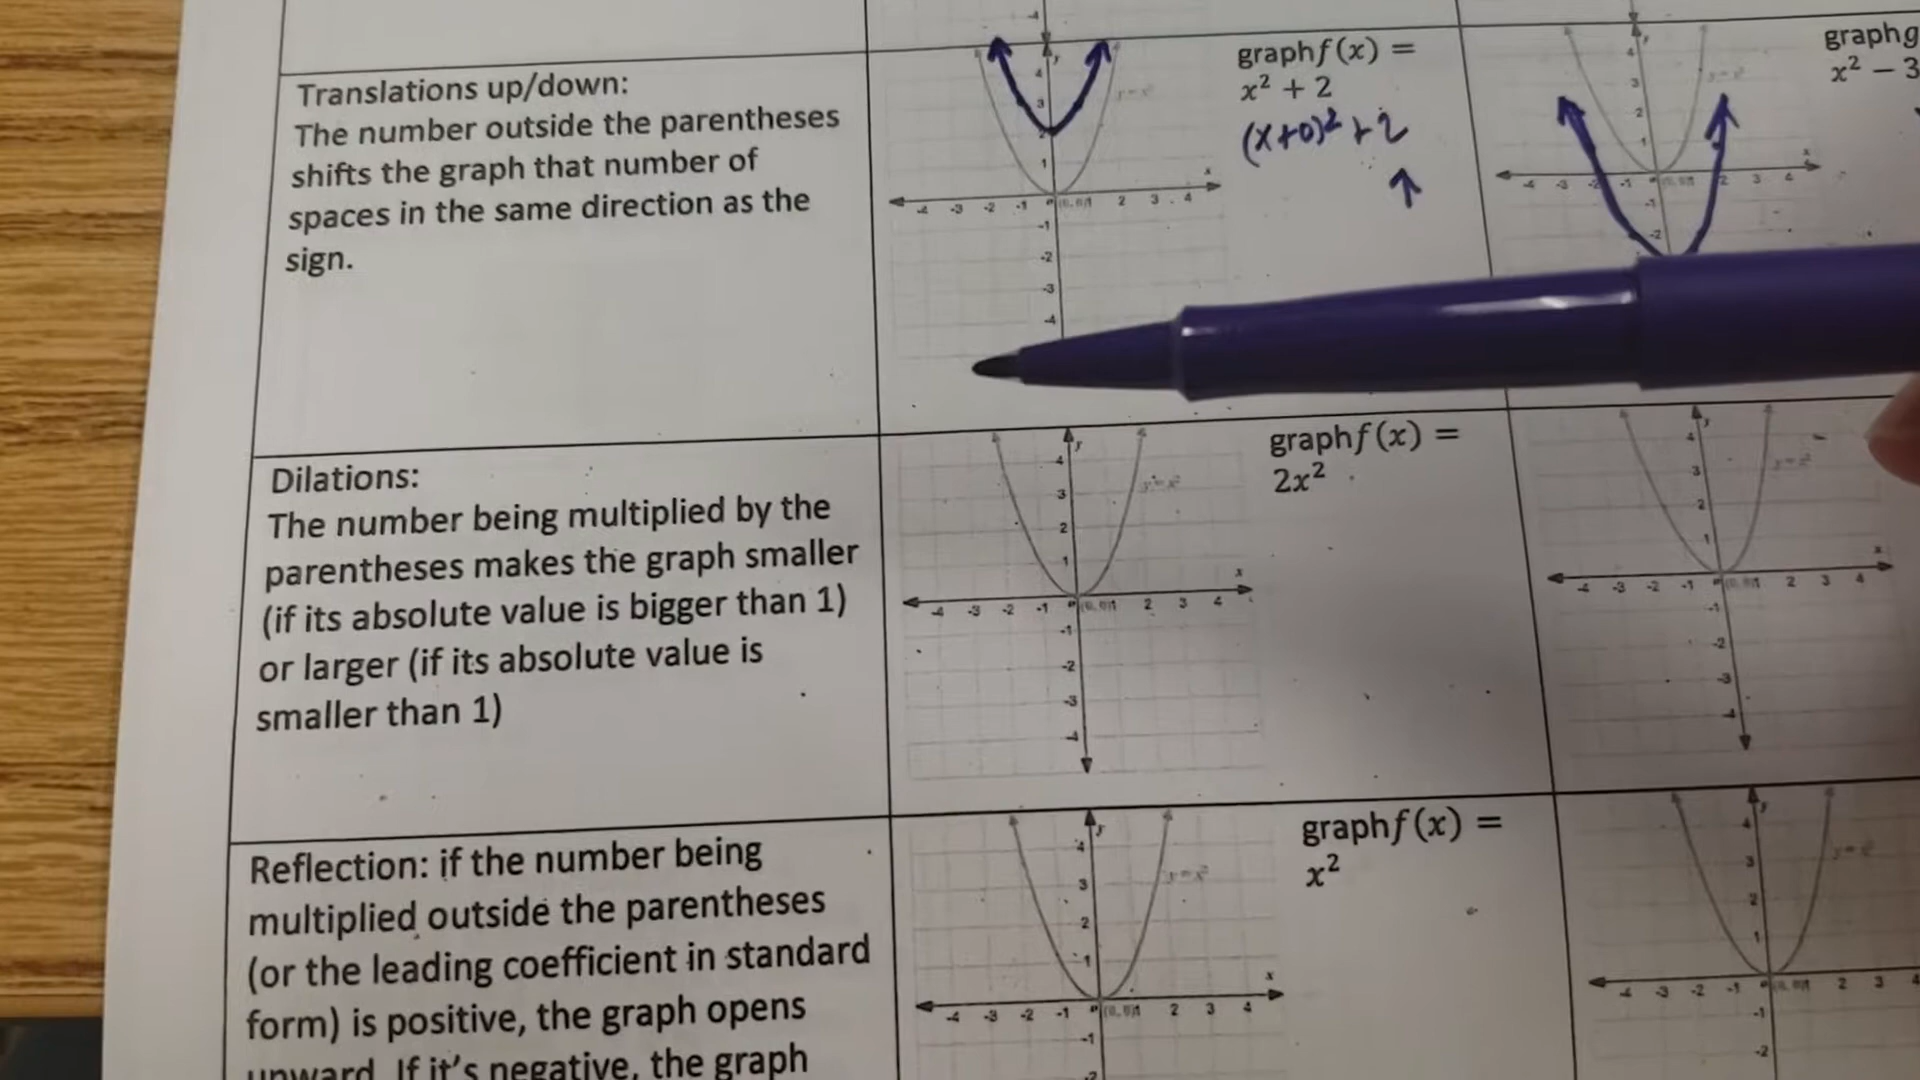 Translations up/down:
The number outside the parentheses
shifts the graph that number of
spaces in the same direction as the
sign.
graph f(x) =
x² + 2
(x+0)² + 2
graph g
x² − 3
Dilations:
The number being multiplied by the
parentheses makes the graph smaller
(if its absolute value is bigger than 1)
or larger (if its absolute value is
smaller than 1)
graph f(x) =
2x²
Reflection: if the number being
multiplied outside the parentheses
(or the leading coefficient in standard
form) is positive, the graph opens
upward. If it's negative, the graph
graph f(x) =
x²